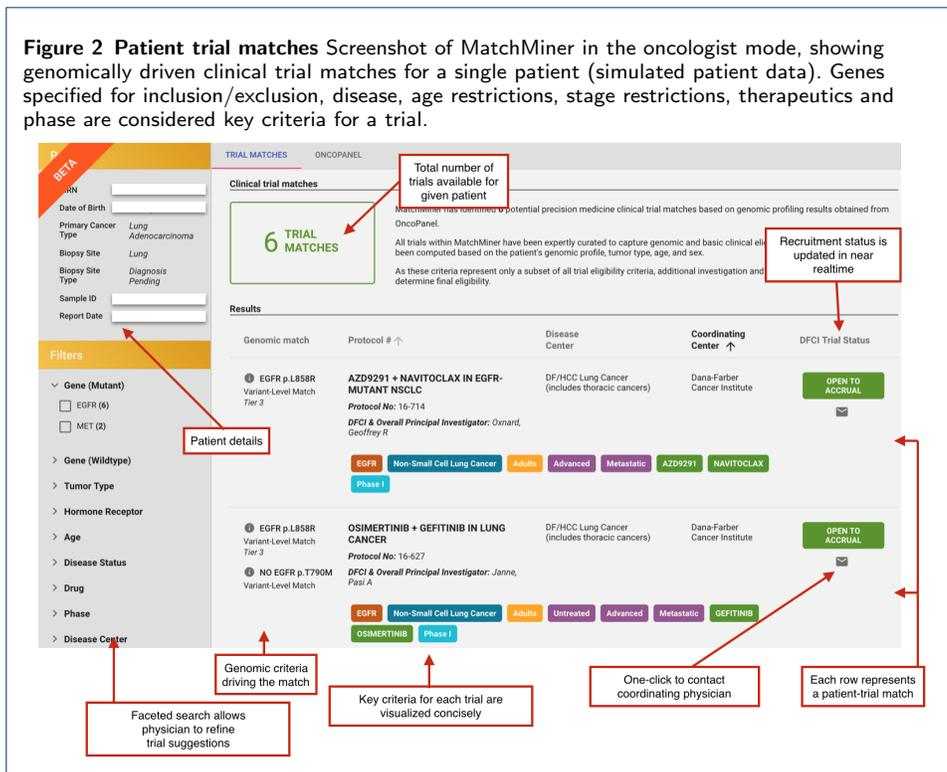 Figure 2 Patient trial matches Screenshot of MatchMiner in the oncologist mode, showing
genomically driven clinical trial matches for a single patient (simulated patient data). Genes
specified for inclusion/exclusion, disease, age restrictions, stage restrictions, therapeutics and
phase are considered key criteria for a trial.
BETA
TRIAL MATCHES
ONCOPANEL
Total number of
trials available for
given patient
Date of Birth
Primary Cancer
Type
Lung
Adenocarcinoma
Biopsy Site
Lung
Biopsy Site
Type
Diagnosis
Pending
Sample ID
Report Date
Clinical trial matches
6 TRIAL
MATCHES
MatchMiner has identified 6 potential precision medicine clinical trial matches based on genomic profiling results obtained from
OncoPanel.
All trials within MatchMiner have been expertly curated to capture genomic and basic clinical
been computed based on the patient's genomic profile, tumor type, age, and sex.
As these criteria represent only a subset of all trial eligibility criteria, additional investigation and
determine final eligibility.
Recruitment status is
updated in near
realtime
Results
Genomic match
Protocol # ↑
Disease
Center
Coordinating
Center ↑
DFCI Trial Status
Filters
Gene (Mutant)
EGFR (6)
MET (2)
Patient details
Gene (Wildtype)
Tumor Type
Hormone Receptor
Age
Disease Status
Drug
Phase
Disease Center
EGFR p.L858R
Variant-Level Match
Tier 3
AZD9291 + NAVITOCLAX IN EGFR-
MUTANT NSCLC
Protocol No: 16-714
DFCI & Overall Principal Investigator: Oxnard,
Geoffrey R
DF/HCC Lung Cancer
(includes thoracic cancers)
Dana-Farber
Cancer Institute
OPEN TO
ACCRUAL
EGFR Non-Small Cell Lung Cancer Adults Advanced Metastatic AZD9291 NAVITOCLAX
Phase I
EGFR p.L858R
Variant-Level Match
Tier 3
NO EGFR p.T790M
Variant-Level Match
OSIMERTINIB + GEFITINIB IN LUNG
CANCER
Protocol No: 16-627
DFCI & Overall Principal Investigator: Janne,
Pasi A
DF/HCC Lung Cancer
(includes thoracic cancers)
Dana-Farber
Cancer Institute
OPEN TO
ACCRUAL
EGFR Non-Small Cell Lung Cancer Adults Untreated Advanced Metastatic GEFITINIB
OSIMERTINIB Phase I
Genomic criteria
driving the match
Key criteria for each trial are
visualized concisely
One-click to contact
coordinating physician
Each row represents
a patient-trial match
Faceted search allows
physician to refine
trial suggestions